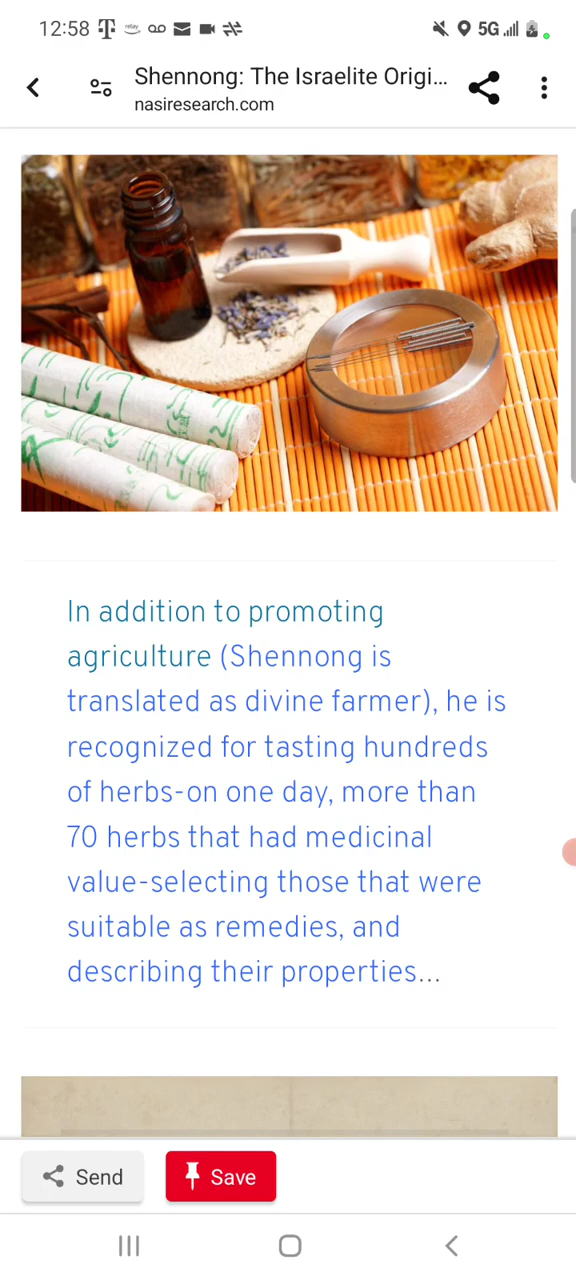 12:58
relay
5G
Shennong: The Israelite Origi...
nasiresearch.com
In addition to promoting
agriculture (Shennong is
translated as divine farmer), he is
recognized for tasting hundreds
of herbs-on one day, more than
70 herbs that had medicinal
value-selecting those that were
suitable as remedies, and
describing their properties...
Send
Save